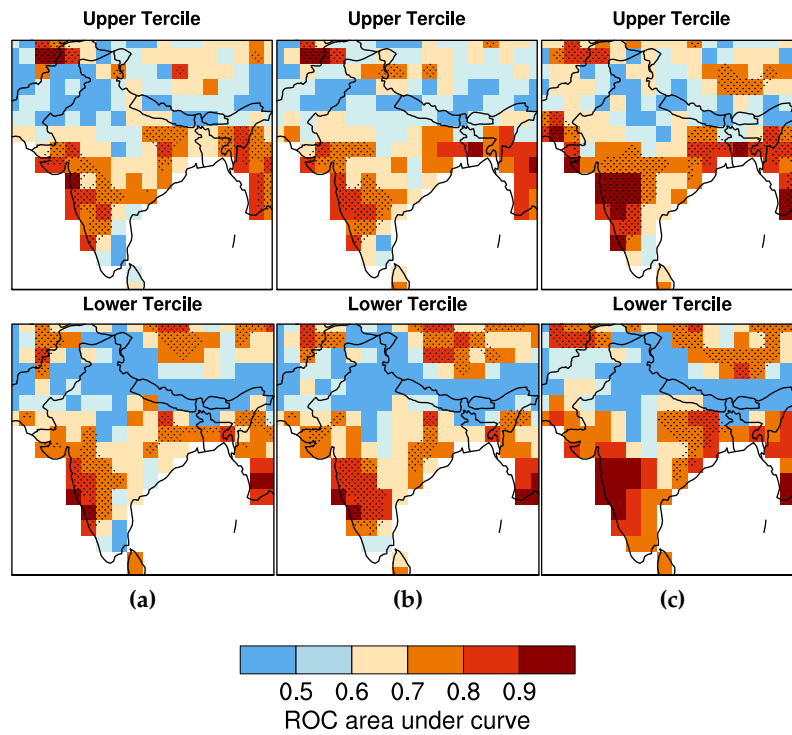 Upper Tercile Upper Tercile Upper Tercile
Lower Tercile Lower Tercile Lower Tercile
(a) (b) (c)
0.5 0.6 0.7 0.8 0.9
ROC area under curve